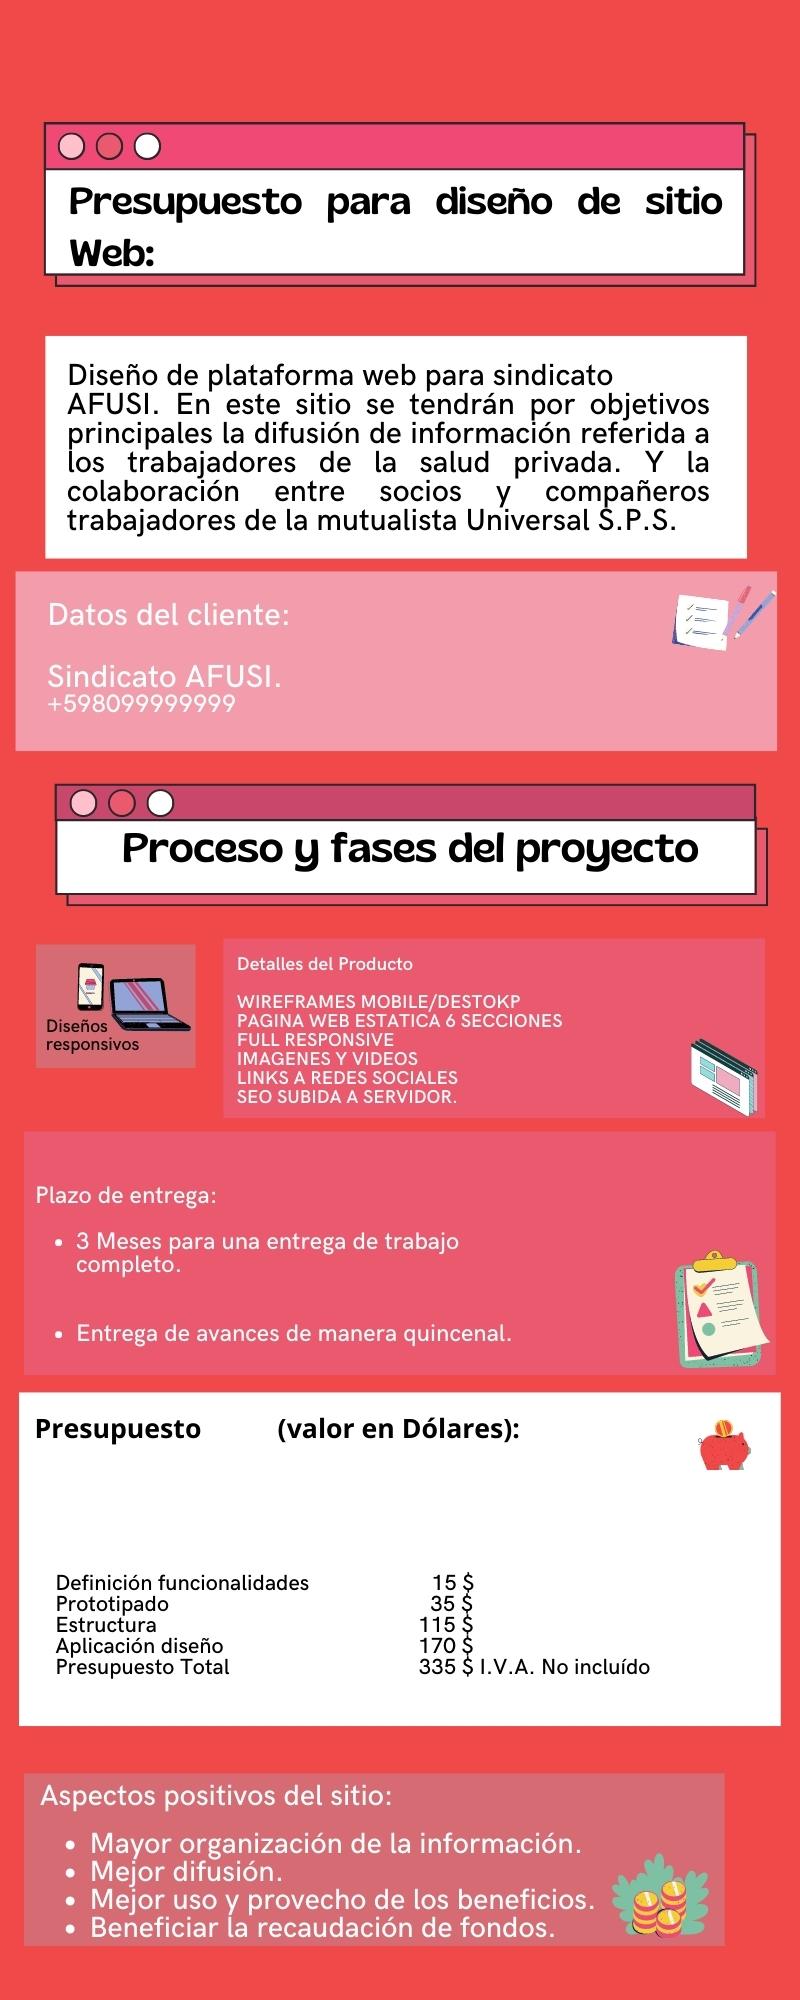 Presupuesto para diseño de sitio
Web:
Diseño de plataforma web para sindicato
AFUSI. En este sitio se tendrán por objetivos
principales la difusión de información referida a
los trabajadores de la salud privada. Y la
colaboración entre socios y compañeros
trabajadores de la mutualista Universal S.P.S.
Datos del cliente:
Sindicato AFUSI.
+598099999999
Proceso y fases del proyecto
Diseños
responsivos
Detalles del Producto
WIREFRAMES MOBILE/DESTOKP
PAGINA WEB ESTATICA 6 SECCIONES
FULL RESPONSIVE
IMAGENES Y VIDEOS
LINKS A REDES SOCIALES
SEO SUBIDA A SERVIDOR.
Plazo de entrega:
• 3 Meses para una entrega de trabajo
completo.
• Entrega de avances de manera quincenal.
Presupuesto (valor en Dólares):
Definición funcionalidades 15 $
Prototipado 35 $
Estructura 115 $
Aplicación diseño 170 $
Presupuesto Total 335 $ I.V.A. No incluído
Aspectos positivos del sitio:
• Mayor organización de la información.
• Mejor difusión.
• Mejor uso y provecho de los beneficios.
• Beneficiar la recaudación de fondos.